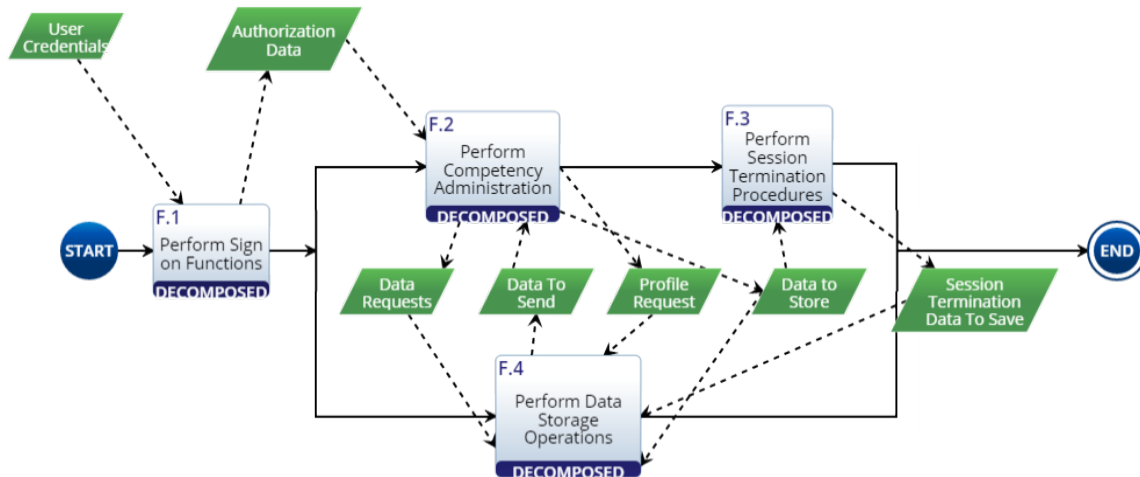 User
Credentials
Authorization
Data
F.2
Perform
Competency
Administration
DECOMPOSED
F.3
Perform
Session
Termination
Procedures
DECOMPOSED
F.1
Perform Sign
on Functions
DECOMPOSED
START
END
Data
Requests
Data To
Send
Profile
Request
Data to
Store
Session
Termination
Data To Save
F.4
Perform Data
Storage
Operations
DECOMPOSED